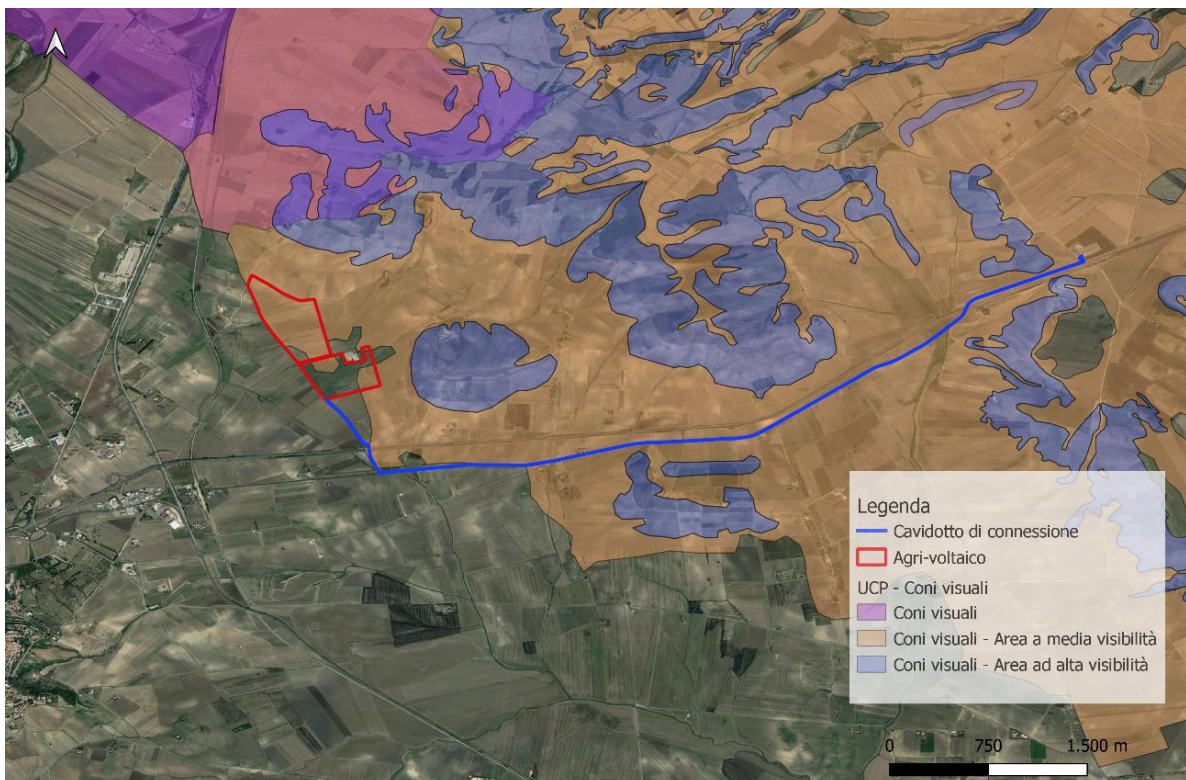 Legenda
Cavidotto di connessione
Agri-voltaico
UCP - Coni visuali
Coni visuali
Coni visuali - Area a media visibilità
Coni visuali - Area ad alta visibilità
0 750 1.500 m